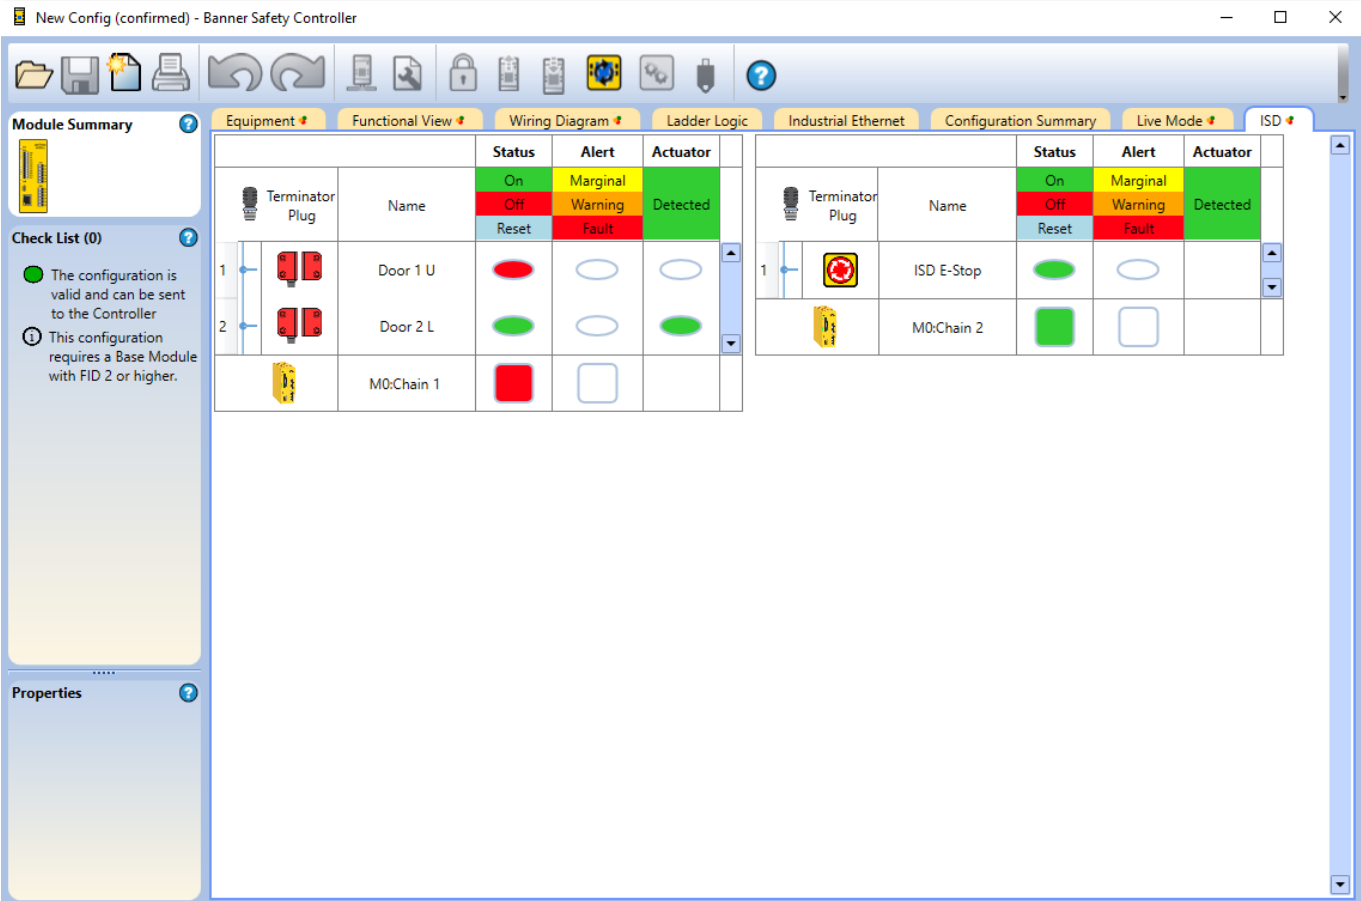 New Config (confirmed) - Banner Safety Controller
Module Summary
Equipment
Functional View
Wiring Diagram
Ladder Logic
Industrial Ethernet
Configuration Summary
Live Mode
ISD
Check List (0)
The configuration is
valid and can be sent
to the Controller
This configuration
requires a Base Module
with FID 2 or higher.
Properties
Status Alert Actuator
Terminator
Plug
Name
On Marginal
Off Warning Detected
Reset Fault
1 Door 1 U
2 Door 2 L
M0:Chain 1
Status Alert Actuator
Terminator
Plug
Name
On Marginal
Off Warning Detected
Reset Fault
1 ISD E-Stop
M0:Chain 2